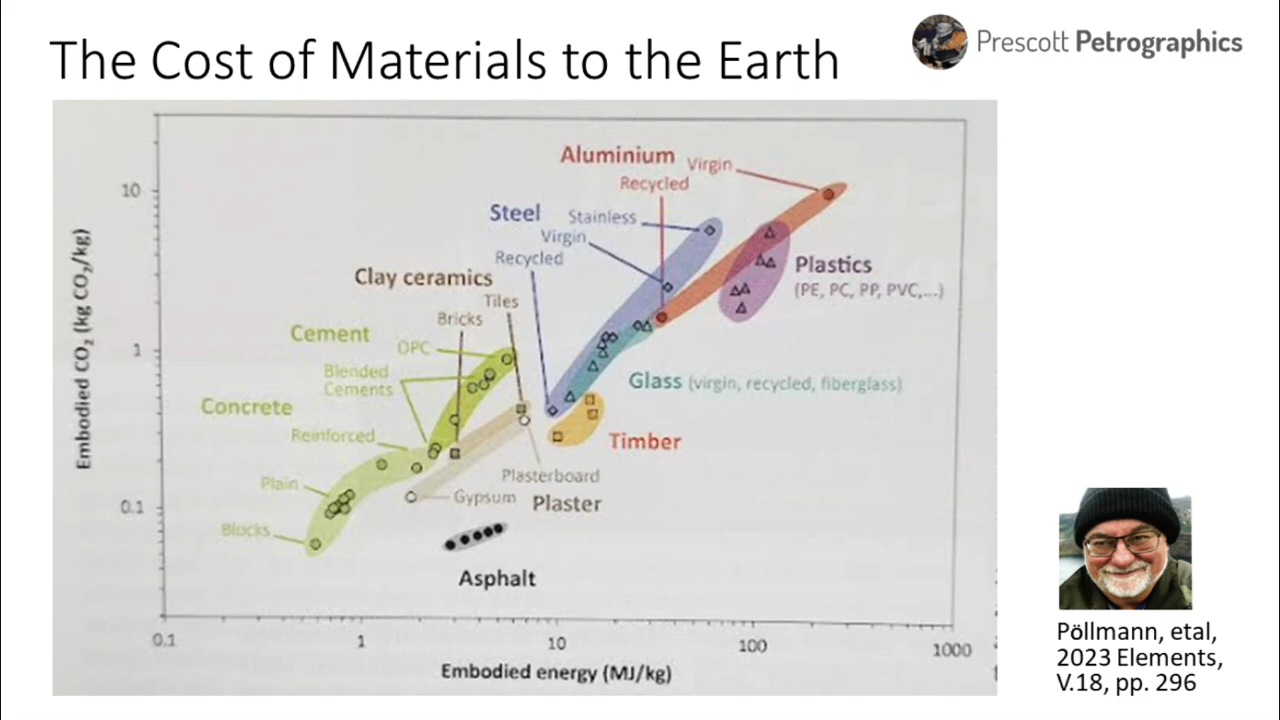 The Cost of Materials to the Earth
Prescott Petrographics
Aluminium
Virgin
Recycled
Steel
Stainless
Virgin
Recycled
Clay ceramics
Tiles
Bricks
Plastics
(PE, PC, PP, PVC,...)
Cement
OPC
Blended
Cements
Glass (virgin, recycled, fiberglass)
Concrete
Reinforced
Timber
Plain
Plasterboard
Gypsum
Plaster
Blocks
Asphalt
Embodied CO₂ (kg CO₂/kg)
10
1
0.1
0.1
1
10
100
1000
Embodied energy (MJ/kg)
Pöllmann, etal,
2023 Elements,
V.18, pp. 296